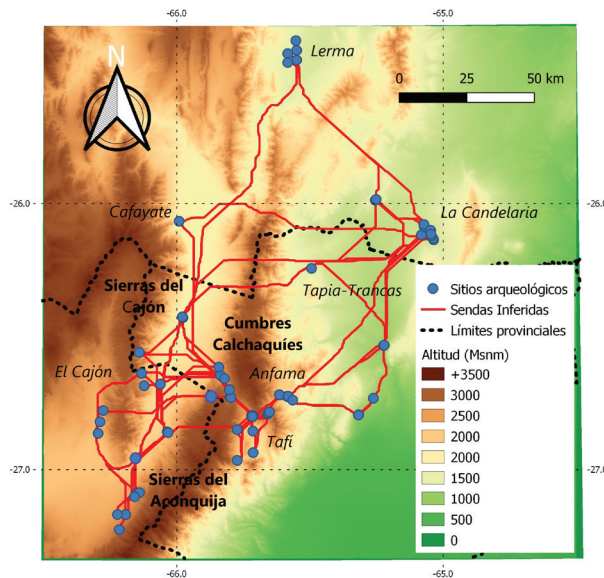 -66.0
-65.0
N
Lerma
0 25 50 km
-26.0
-26.0
Cafayate
La Candelaria
Sierras del
Cajón
Tapia-Trancas
Cumbres
Calchaquíes
El Cajón
Anfama
Tafí
-27.0
-27.0
Sierras del
Aconquija
Sitios arqueológicos
Sendas Inferidas
Límites provinciales
Altitud (Msnm)
+3500
3000
2500
2000
2000
1500
1000
500
0
-66.0
-65.0